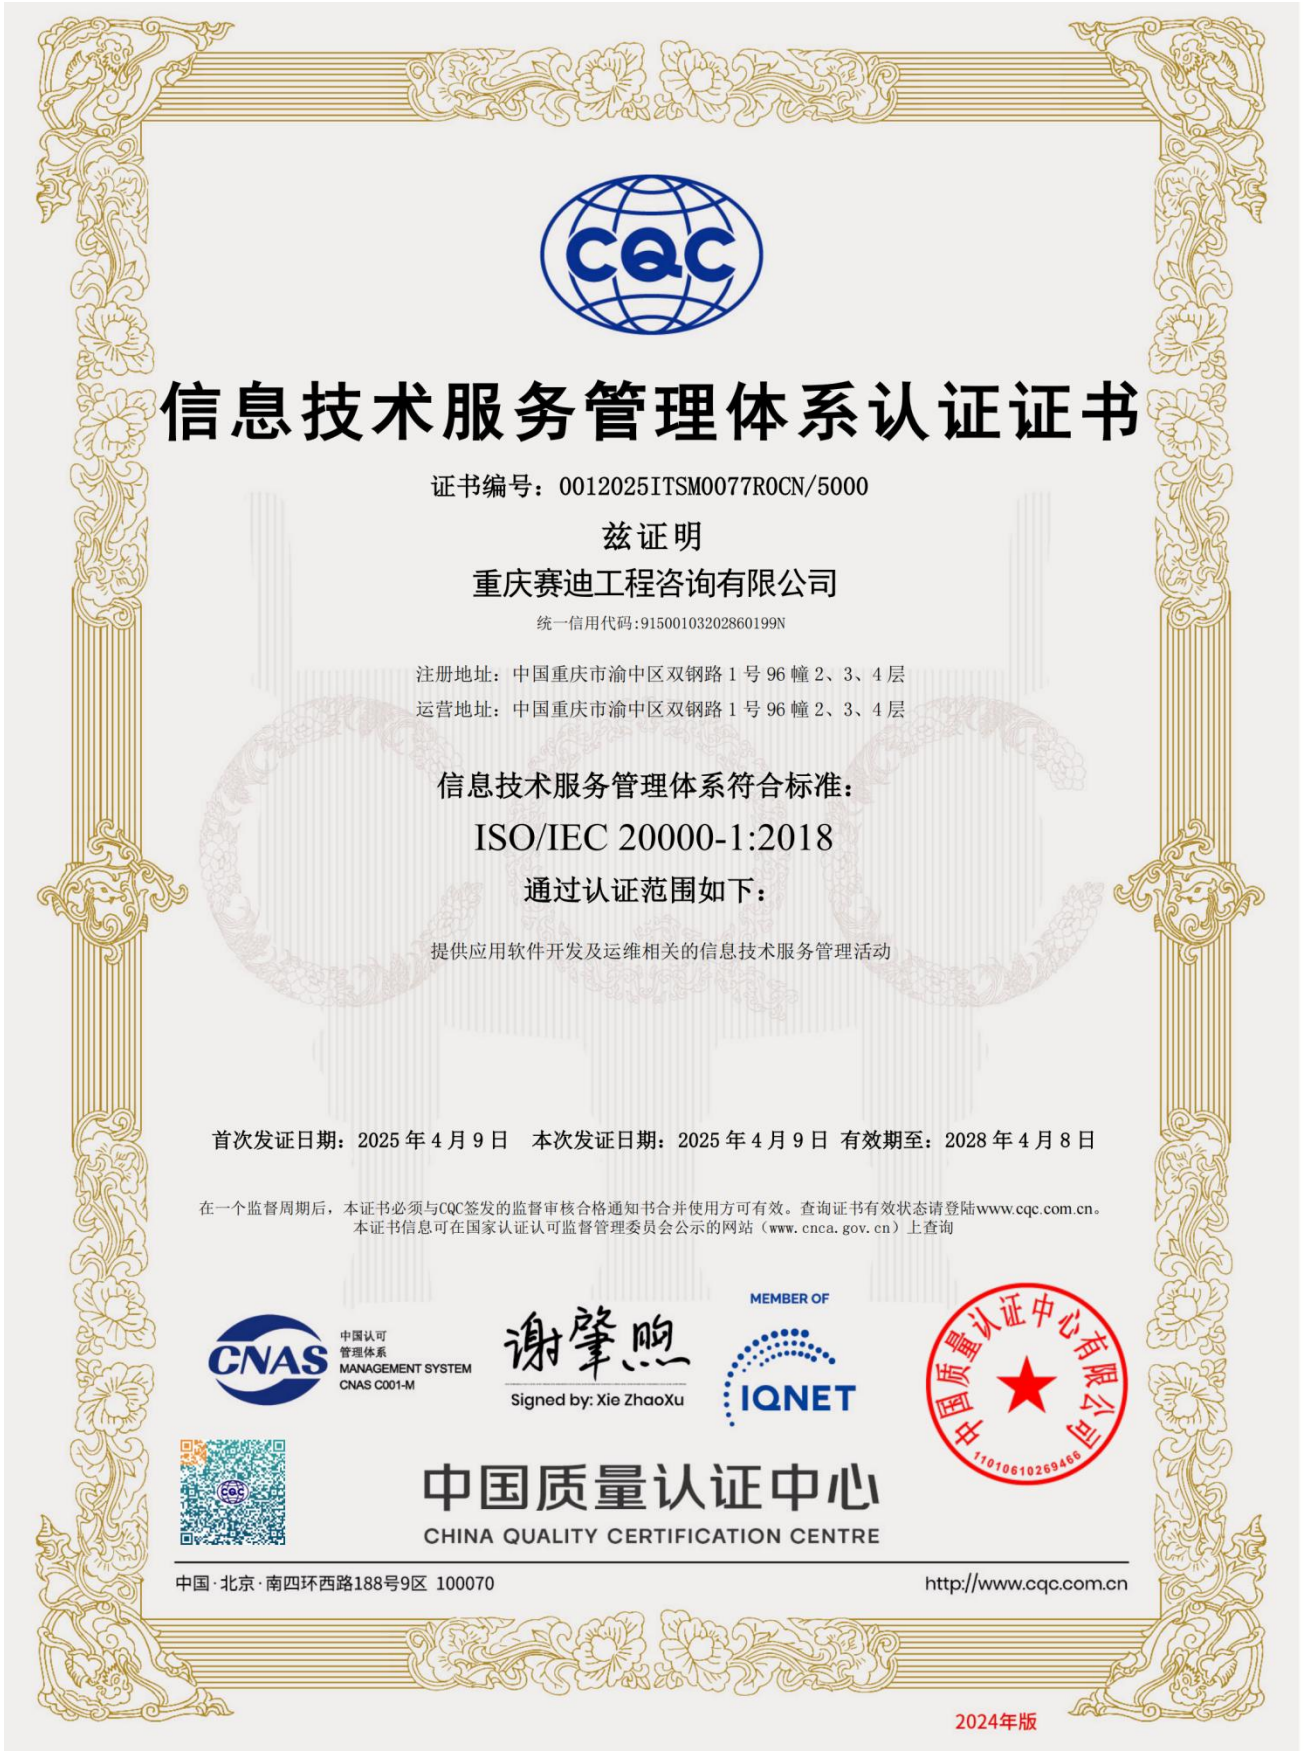 CQC
信息技术服务管理体系认证证书
证书编号：0012025ITSM0077R0CN/5000
兹证明
重庆赛迪工程咨询有限公司
统一信用代码:91500103202860199N
注册地址：中国重庆市渝中区双钢路 1 号 96 幢 2、3、4 层
运营地址：中国重庆市渝中区双钢路 1 号 96 幢 2、3、4 层
信息技术服务管理体系符合标准：
ISO/IEC 20000-1:2018
通过认证范围如下：
提供应用软件开发及运维相关的信息技术服务管理活动
首次发证日期：2025 年 4 月 9 日 本次发证日期：2025 年 4 月 9 日 有效期至：2028 年 4 月 8 日
在一个监督周期后，本证书必须与CQC签发的监督审核合格通知书合并使用方可有效。查询证书有效状态请登陆www.cqc.com.cn。
本证书信息可在国家认证认可监督管理委员会公示的网站（www.cnca.gov.cn）上查询
CNAS
中国认可
管理体系
MANAGEMENT SYSTEM
CNAS C001-M
谢肇煦
Signed by: Xie ZhaoXu
MEMBER OF
IQNET
中国质量认证中心有限公司
11010610269466
CQC
中国质量认证中心
CHINA QUALITY CERTIFICATION CENTRE
中国·北京·南四环西路188号9区 100070
http://www.cqc.com.cn
2024年版